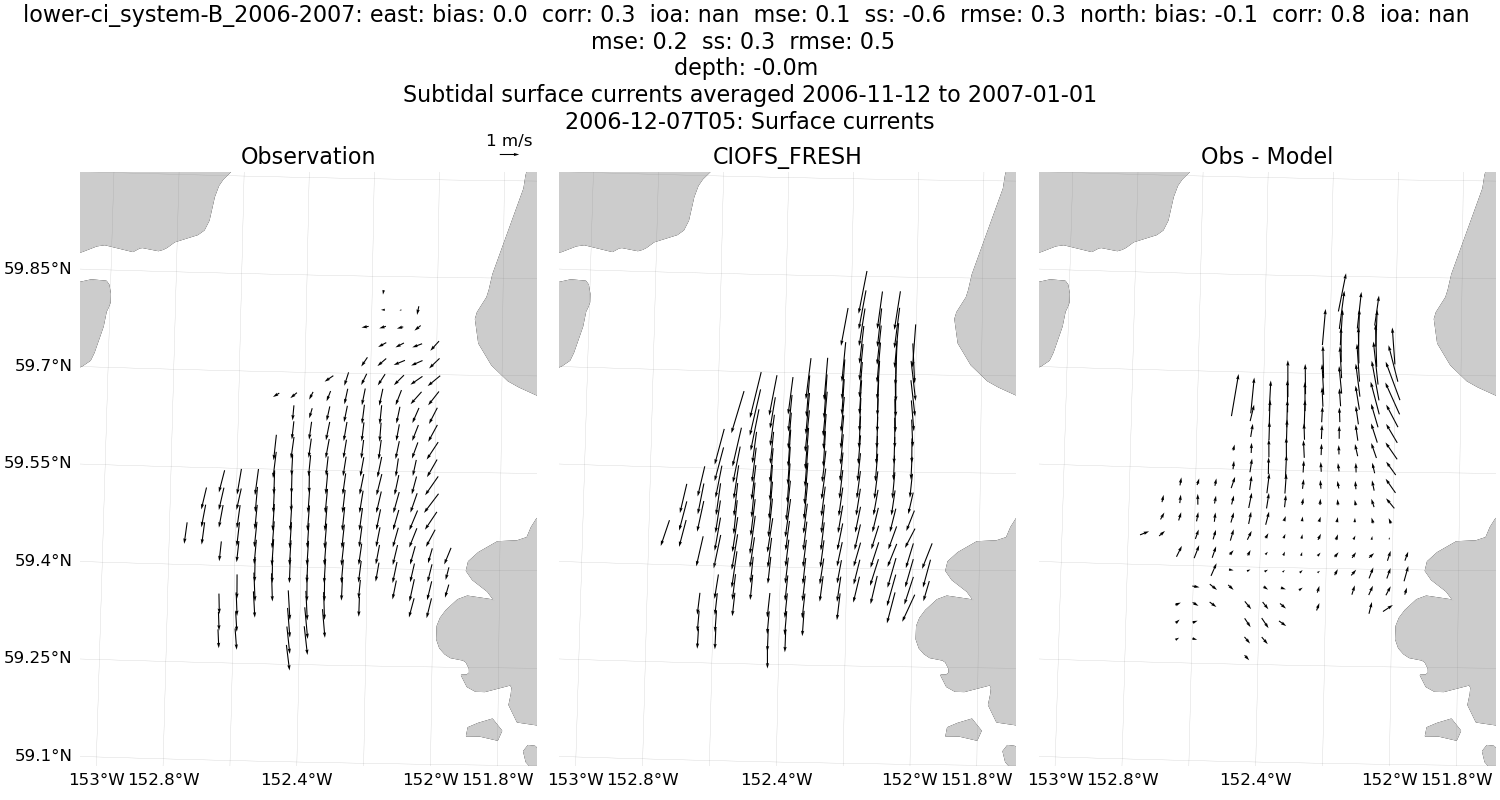 lower-ci_system-B_2006-2007: east: bias: 0.0  corr: 0.3  ioa: nan  mse: 0.1  ss: -0.6  rmse: 0.3  north: bias: -0.1  corr: 0.8  ioa: nan
mse: 0.2  ss: 0.3  rmse: 0.5
depth: -0.0m
Subtidal surface currents averaged 2006-11-12 to 2007-01-01
2006-12-07T05: Surface currents
1 m/s
Observation
CIOFS_FRESH
Obs - Model
59.85°N
59.7°N
59.55°N
59.4°N
59.25°N
59.1°N
153°W 152.8°W 152.4°W 152°W 151.8°W
153°W 152.8°W 152.4°W 152°W 151.8°W
153°W 152.8°W 152.4°W 152°W 151.8°W